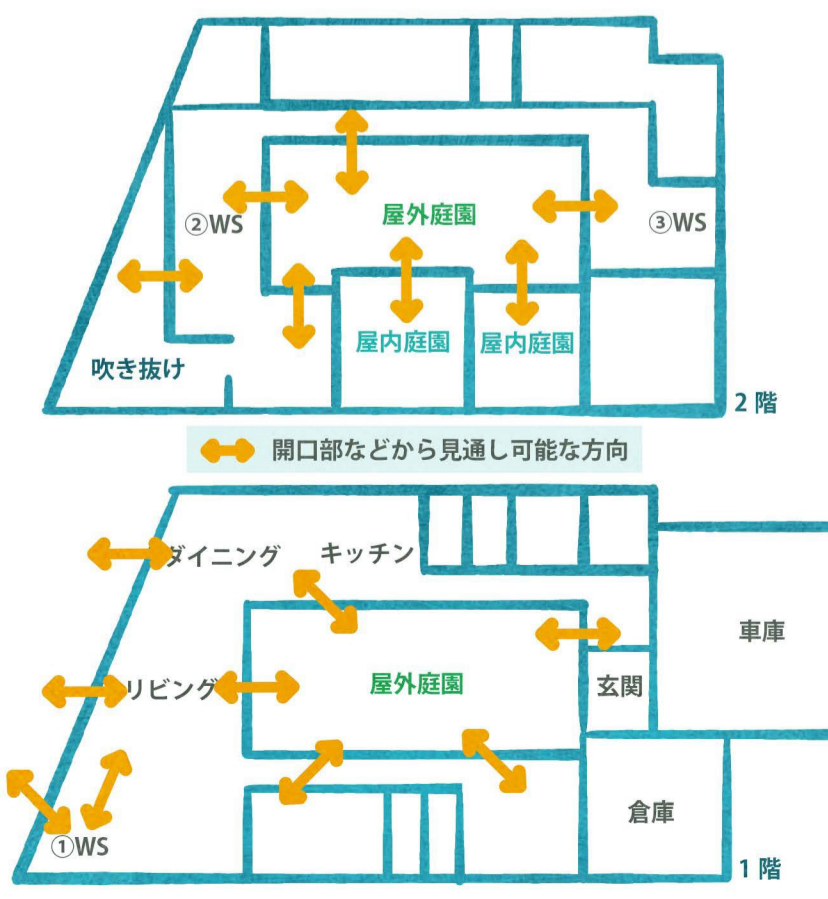 屋外庭園
②WS
③WS
屋内庭園
屋内庭園
吹き抜け
2階
開口部などから見通し可能な方向
ダイニング
キッチン
車庫
リビング
屋外庭園
玄関
倉庫
①WS
1階